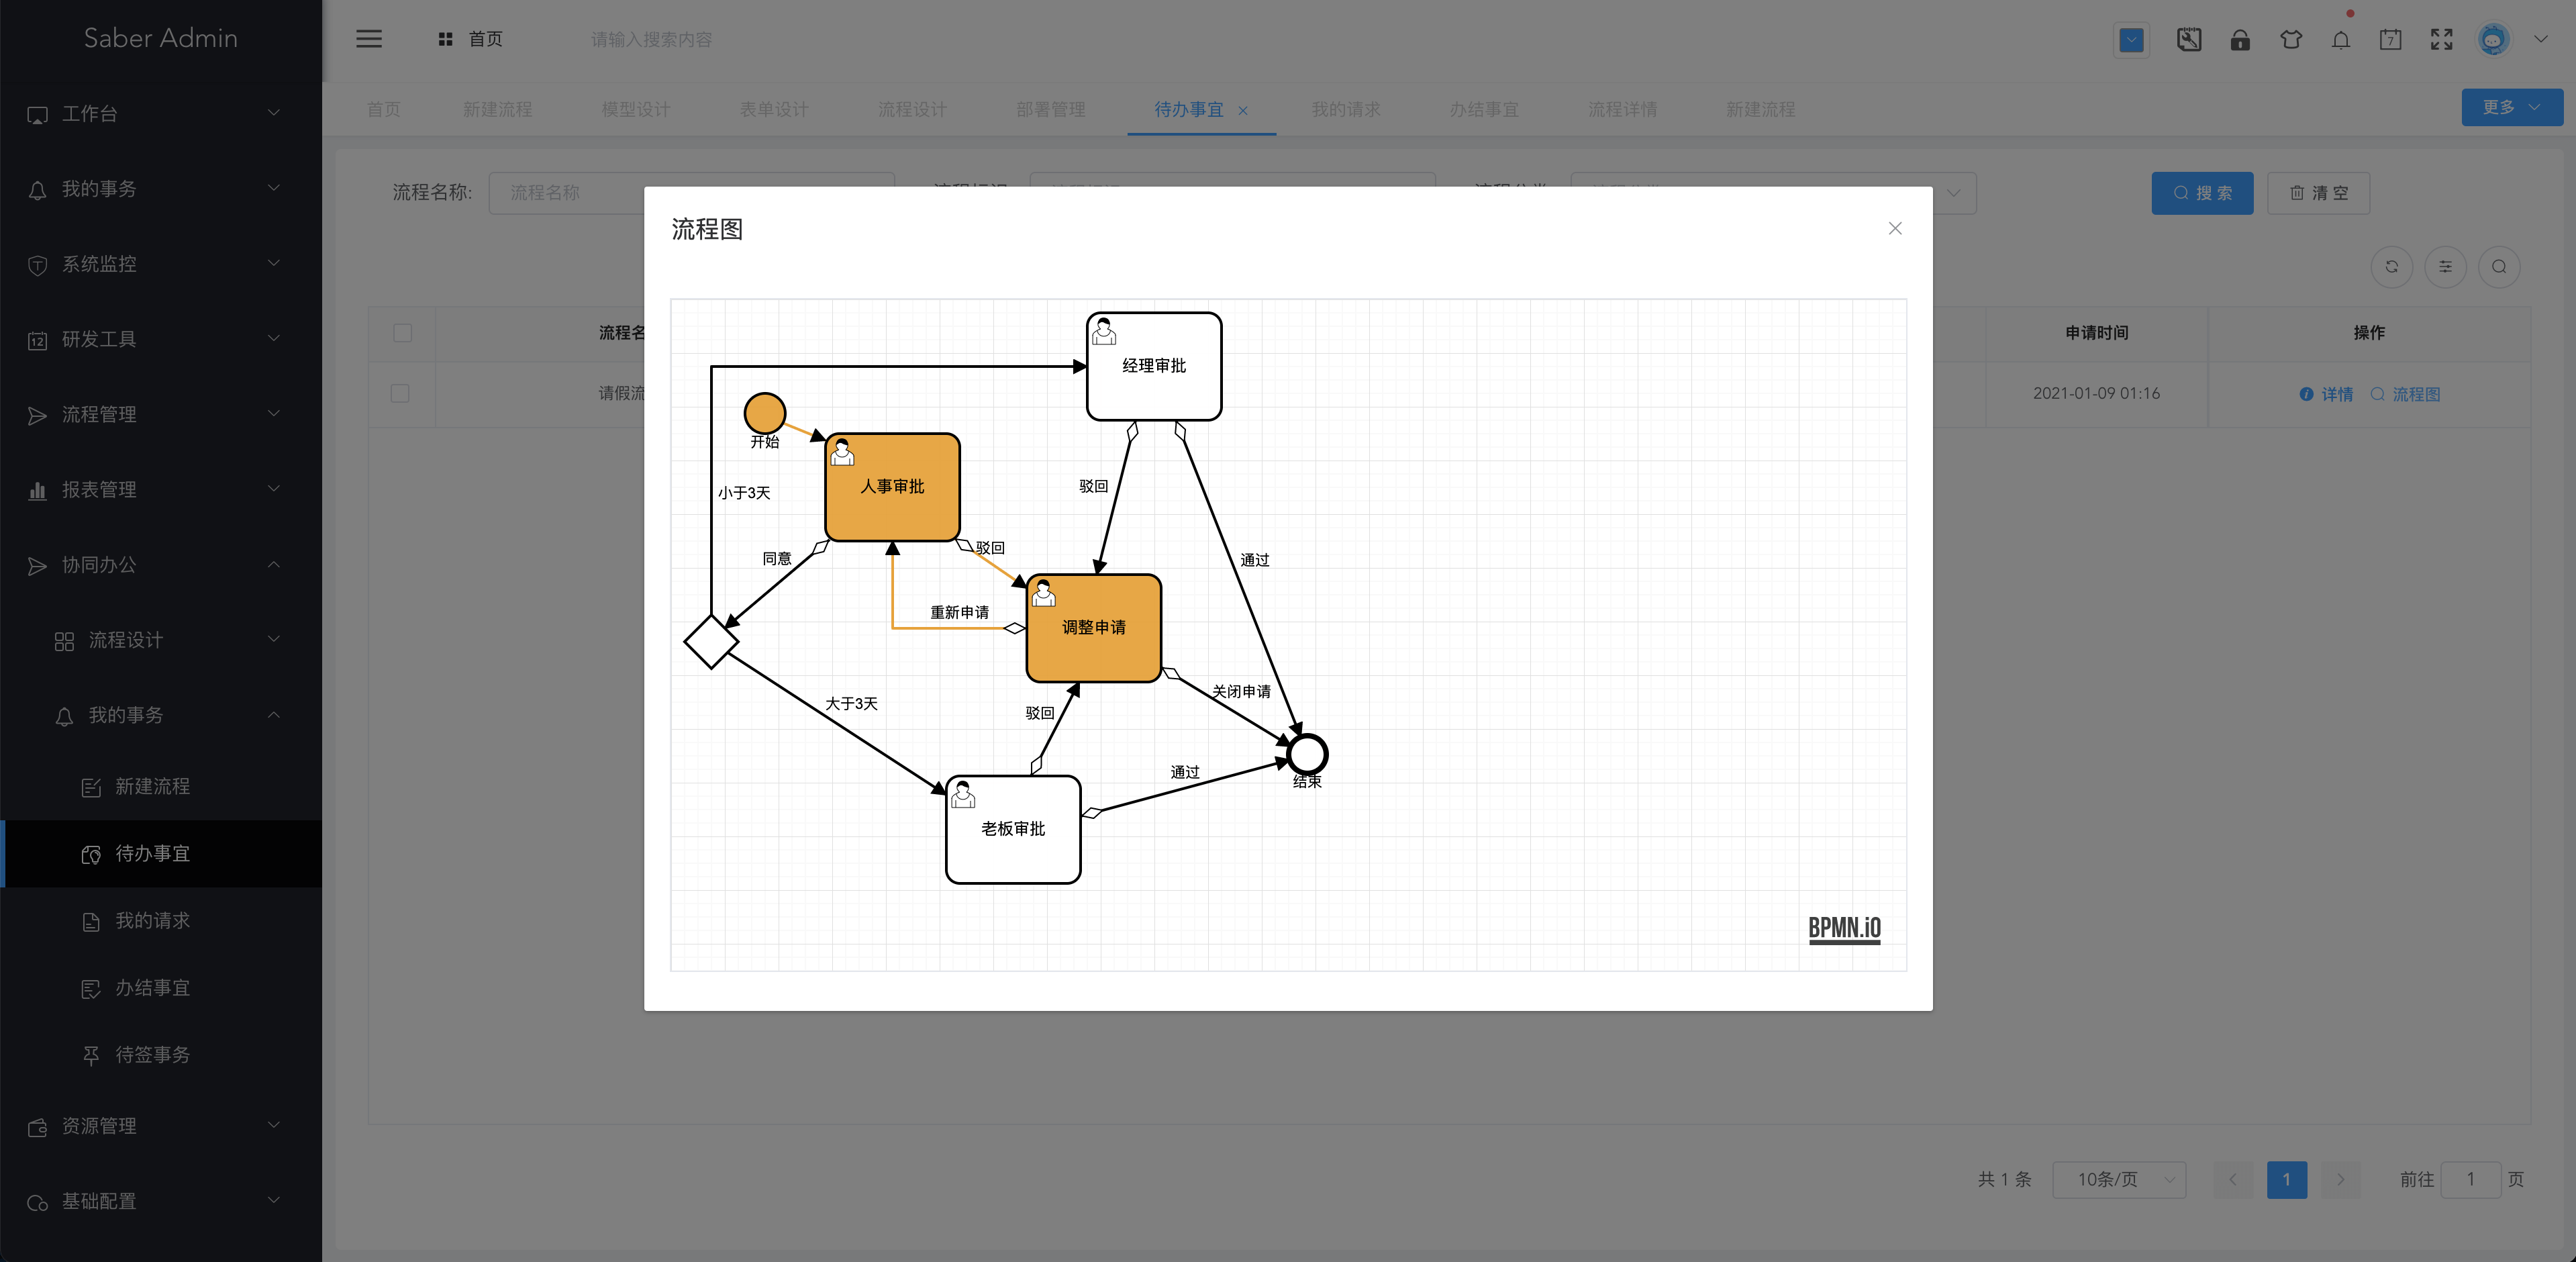 Saber Admin
首页
请输入搜索内容
7
首页
新建流程
模型设计
表单设计
流程设计
部署管理
待办事宜
我的请求
办结事宜
流程详情
新建流程
更多
工作台
我的事务
系统监控
12
研发工具
流程管理
报表管理
协同办公
流程设计
我的事务
新建流程
待办事宜
我的请求
办结事宜
待签事务
资源管理
基础配置
流程名称:
流程名称
搜 索
清 空
流程名
申请时间
操作
请假流
2021-01-09 01:16
详情
流程图
流程图
经理审批
开始
人事审批
小于3天
驳回
同意
驳回
通过
重新申请
调整申请
关闭申请
大于3天
驳回
通过
结束
老板审批
BPMN.iO
共 1 条
10条/页
1
前往
1
页